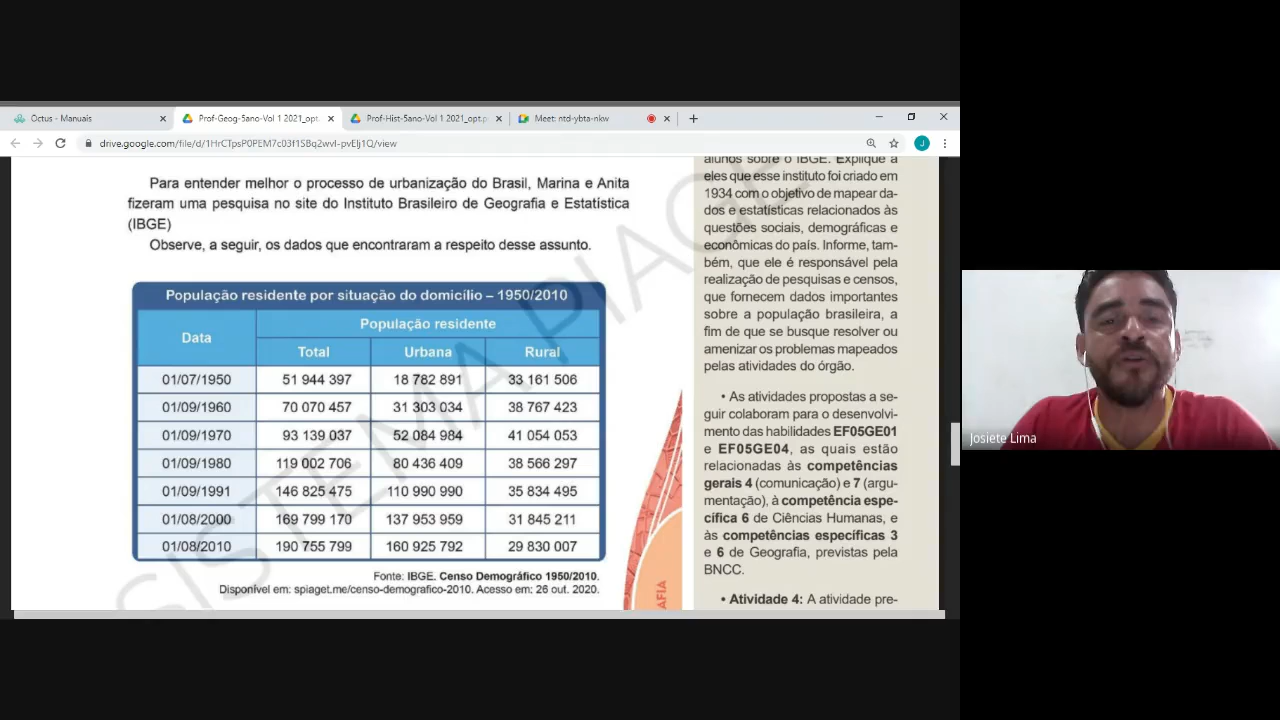 Octus - Manuais
Prof-Geog-5ano-Vol 1 2021_opt.
Prof-Hist-5ano-Vol 1 2021_opt.p
Meet: ntd-ybta-nkw
drive.google.com/file/d/1HrCTpsP0PEM7c03f1SBq2wvI-pvEIj1Q/view
J
Para entender melhor o processo de urbanização do Brasil, Marina e Anita
fizeram uma pesquisa no site do Instituto Brasileiro de Geografia e Estatística
(IBGE)
Observe, a seguir, os dados que encontraram a respeito desse assunto.
População residente por situação do domicílio – 1950/2010
Data
População residente
Total Urbana Rural
01/07/1950 51 944 397 18 782 891 33 161 506
01/09/1960 70 070 457 31 303 034 38 767 423
01/09/1970 93 139 037 52 084 984 41 054 053
01/09/1980 119 002 706 80 436 409 38 566 297
01/09/1991 146 825 475 110 990 990 35 834 495
01/08/2000 169 799 170 137 953 959 31 845 211
01/08/2010 190 755 799 160 925 792 29 830 007
Fonte: IBGE. Censo Demográfico 1950/2010.
Disponível em: spiaget.me/censo-demografico-2010. Acesso em: 26 out. 2020.
SISTEMA PIAGE
AFIA
alunos sobre o IBGE. Explique a
eles que esse instituto foi criado em
1934 com o objetivo de mapear da-
dos e estatísticas relacionados às
questões sociais, demográficas e
econômicas do país. Informe, tam-
bém, que ele é responsável pela
realização de pesquisas e censos,
que fornecem dados importantes
sobre a população brasileira, a
fim de que se busque resolver ou
amenizar os problemas mapeados
pelas atividades do órgão.
• As atividades propostas a se-
guir colaboram para o desenvolvi-
mento das habilidades EF05GE01
e EF05GE04, as quais estão
relacionadas às competências
gerais 4 (comunicação) e 7 (argu-
mentação), à competência espe-
cífica 6 de Ciências Humanas, e
às competências específicas 3
e 6 de Geografia, previstas pela
BNCC.
• Atividade 4: A atividade pre-
Josiete Lima